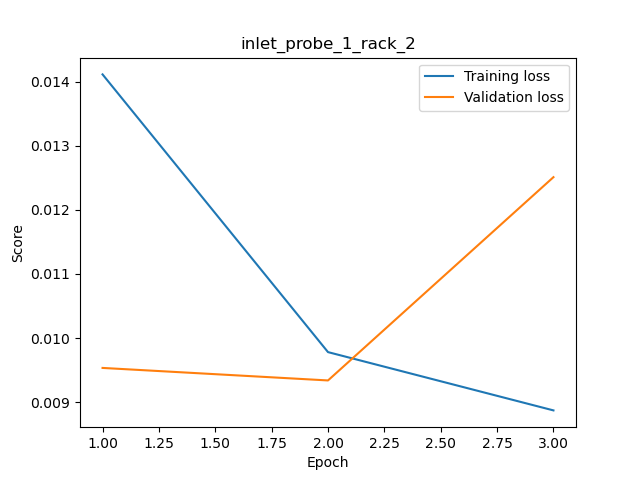 inlet_probe_1_rack_2
Training loss
Validation loss
0.014
0.013
0.012
0.011
0.010
0.009
Score
1.00 1.25 1.50 1.75 2.00 2.25 2.50 2.75 3.00
Epoch